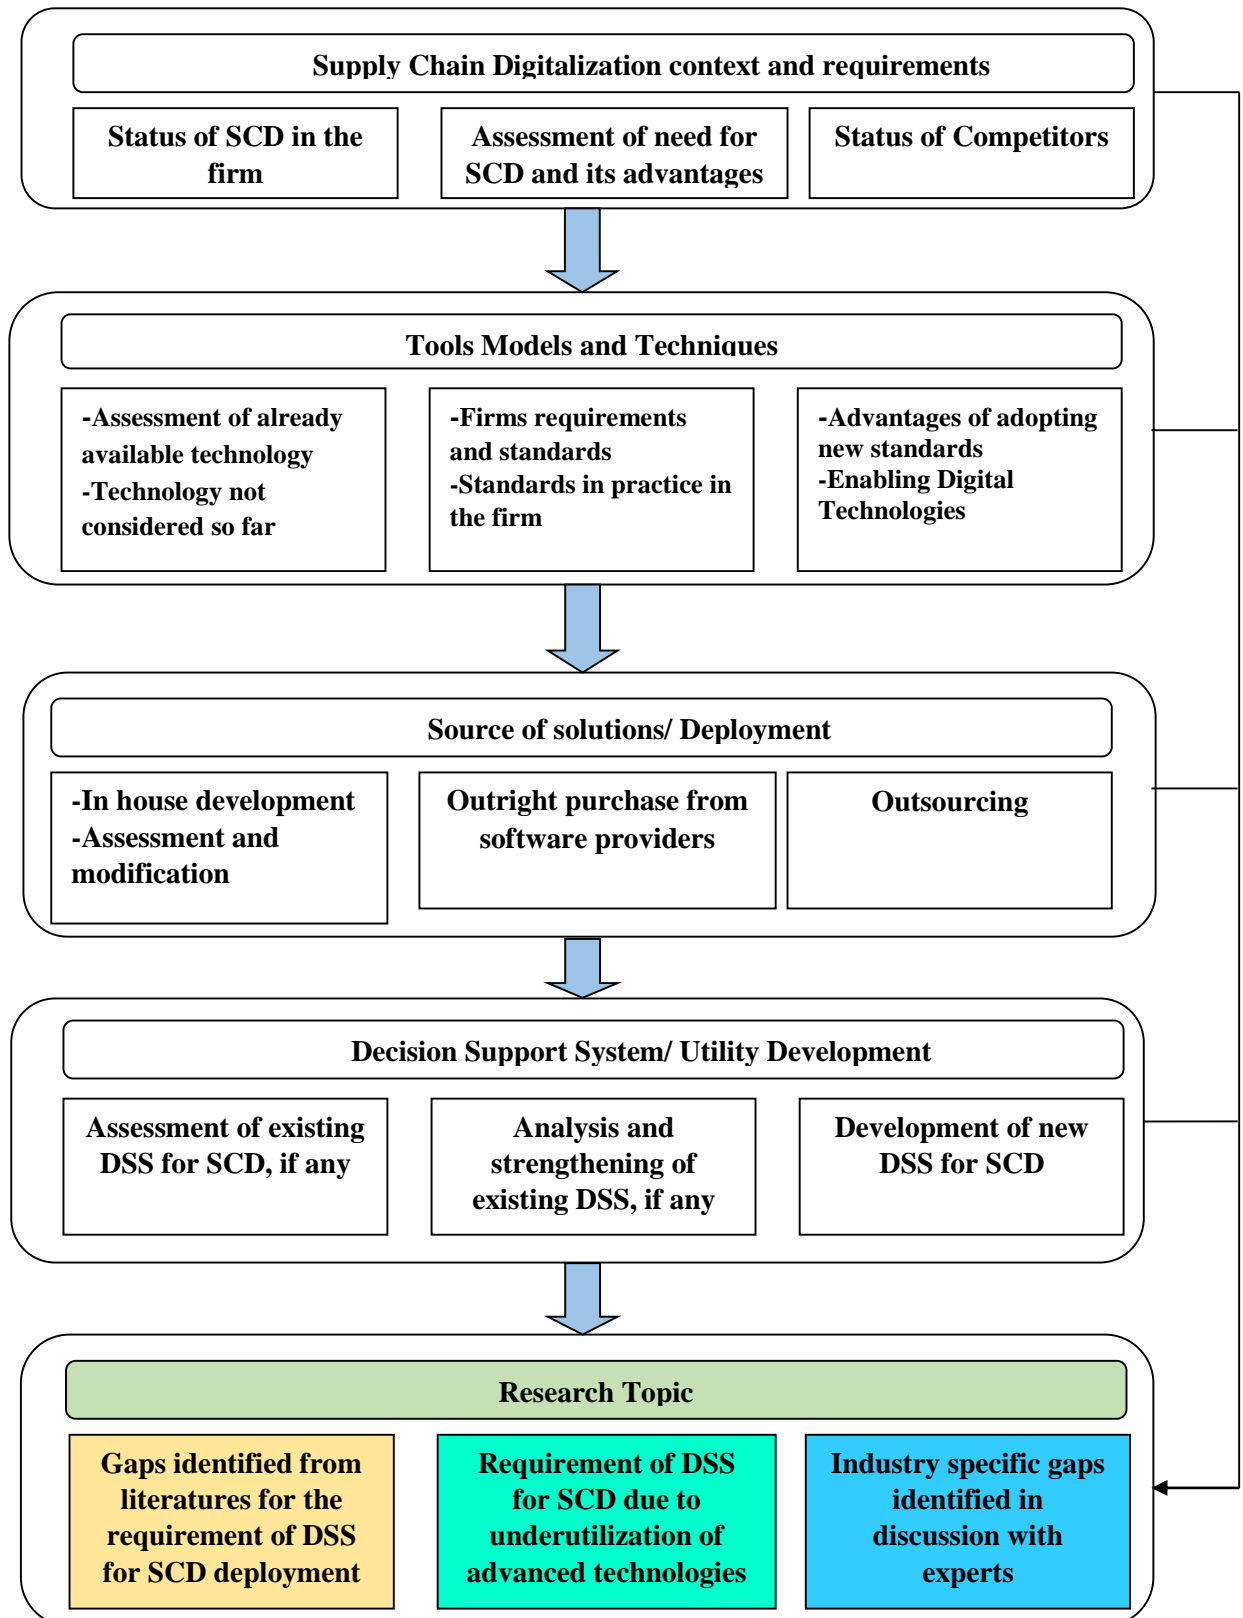 Supply Chain Digitalization context and requirements
Status of SCD in the
firm
Assessment of need for
SCD and its advantages
Status of Competitors
Tools Models and Techniques
-Assessment of already
available technology
-Technology not
considered so far
-Firms requirements
and standards
-Standards in practice in
the firm
-Advantages of adopting
new standards
-Enabling Digital
Technologies
Source of solutions/ Deployment
-In house development
-Assessment and
modification
Outright purchase from
software providers
Outsourcing
Decision Support System/ Utility Development
Assessment of existing
DSS for SCD, if any
Analysis and
strengthening of
existing DSS, if any
Development of new
DSS for SCD
Research Topic
Gaps identified from
literatures for the
requirement of DSS
for SCD deployment
Requirement of DSS
for SCD due to
underutilization of
advanced technologies
Industry specific gaps
identified in
discussion with
experts